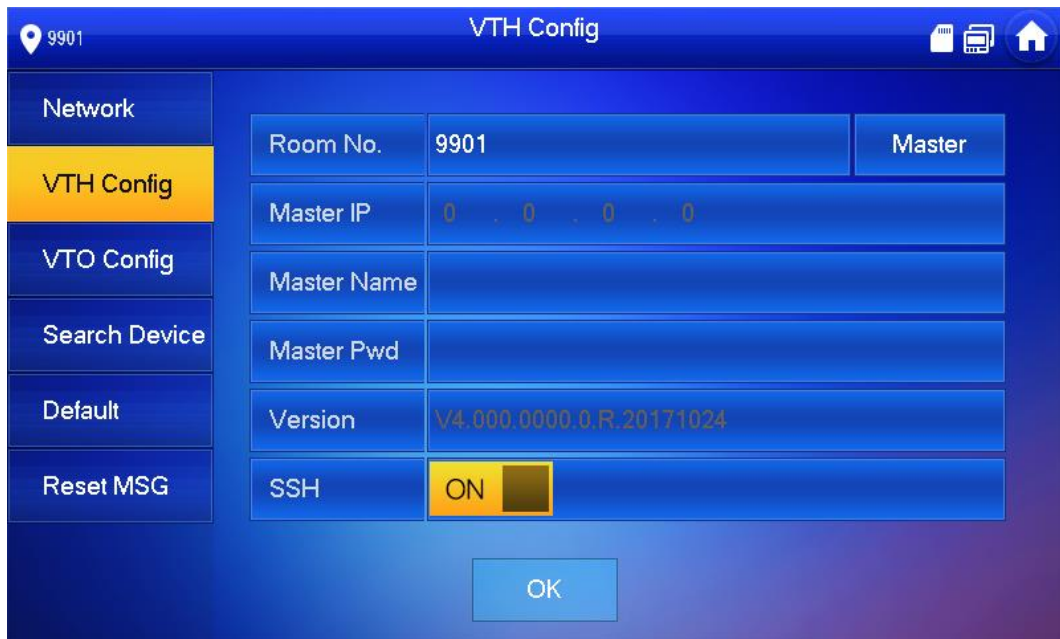 9901
VTH Config
Network
VTH Config
VTO Config
Search Device
Default
Reset MSG
Room No. 9901 Master
Master IP 0 . 0 . 0 . 0
Master Name
Master Pwd
Version V4.000.0000.0.R.20171024
SSH ON
OK